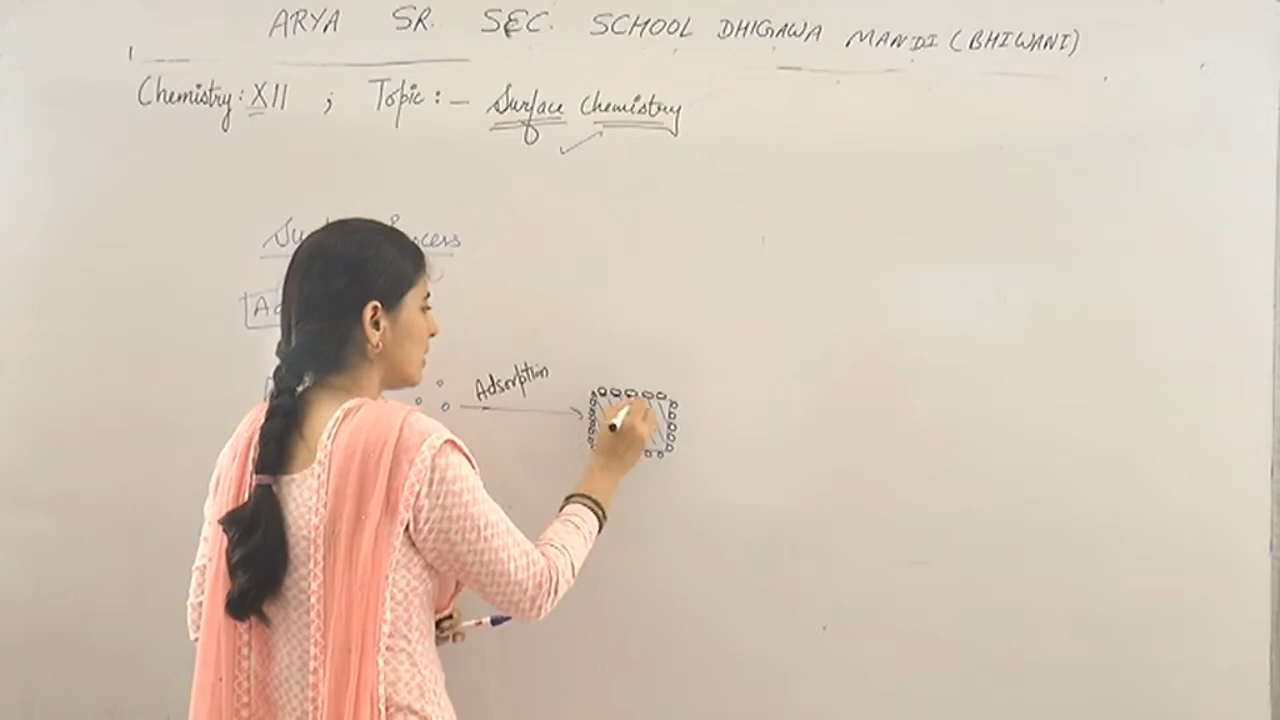 ARYA SR. SEC. SCHOOL DHIGAWA MANDI (BHIWANI)
Chemistry: XII ; Topic :- Surface Chemistry
Adsorption